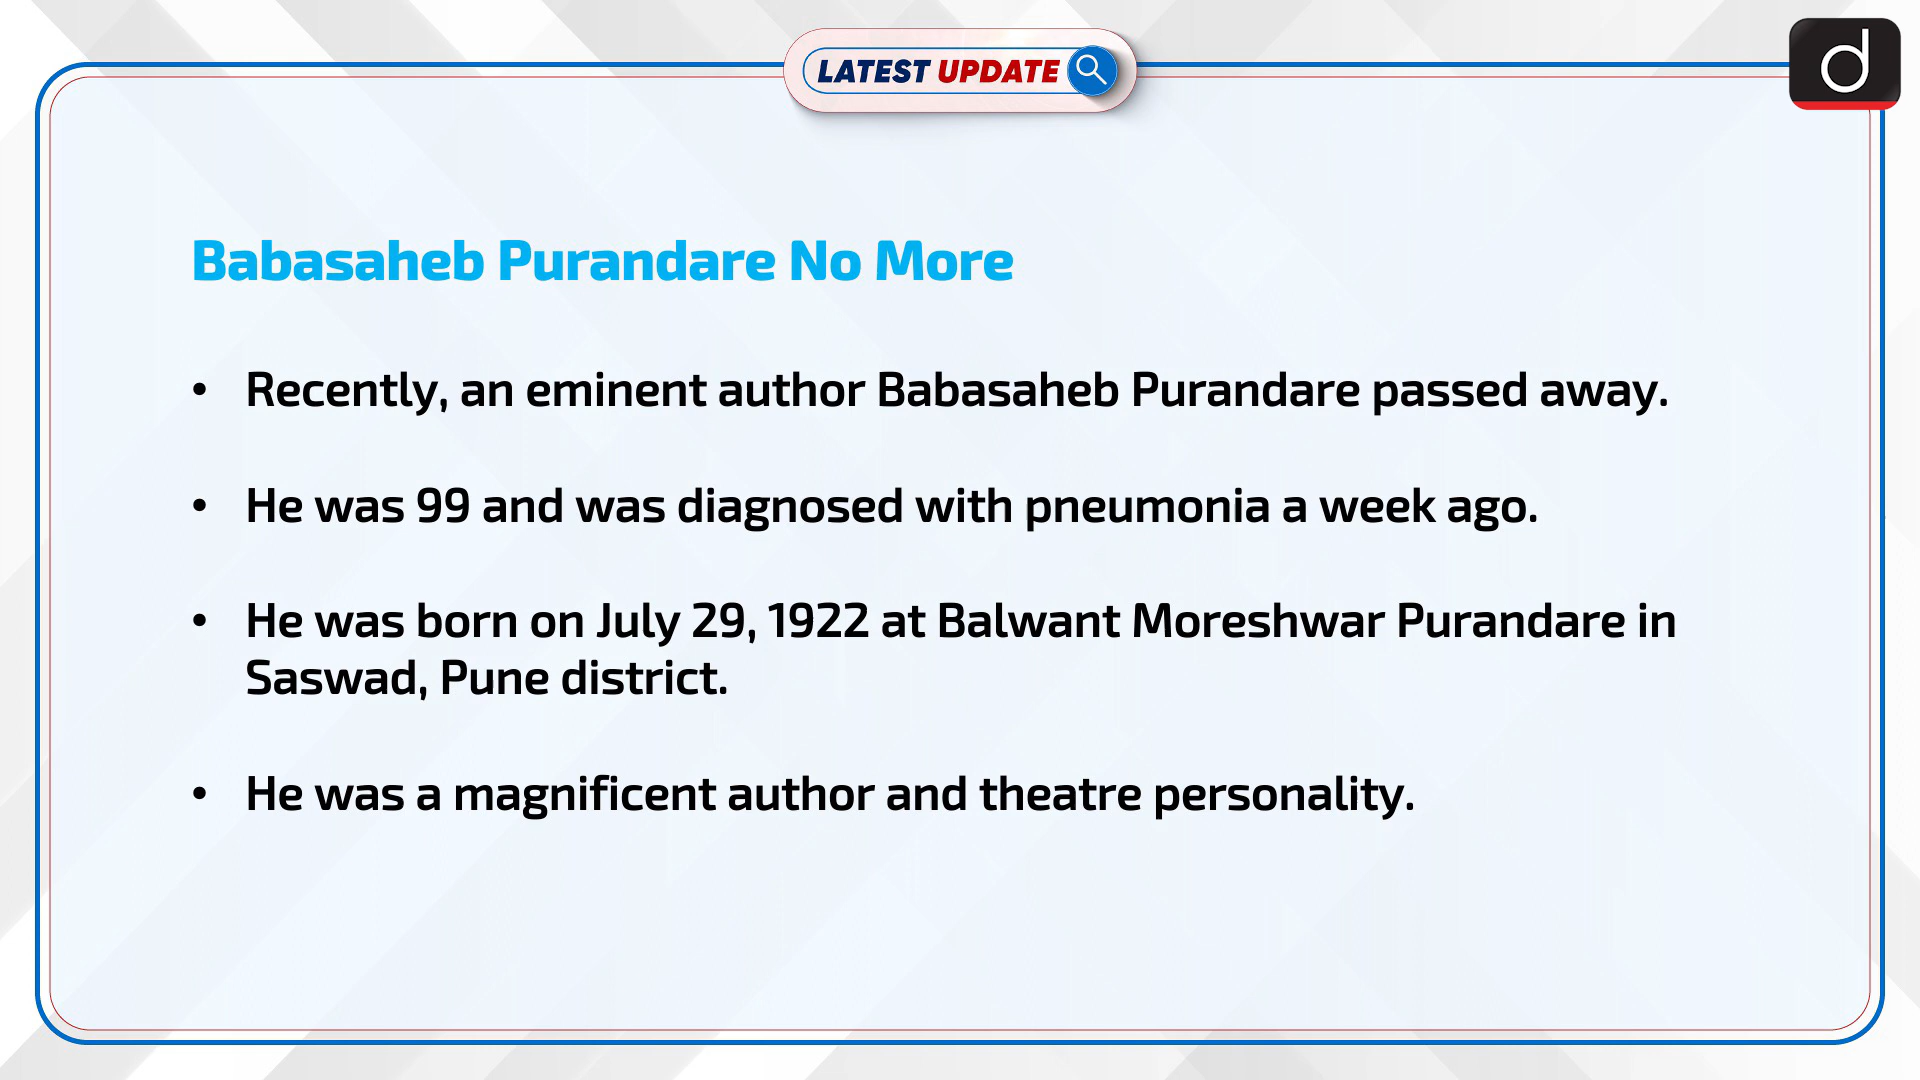 LATEST UPDATE
d
Babasaheb Purandare No More
• Recently, an eminent author Babasaheb Purandare passed away.
• He was 99 and was diagnosed with pneumonia a week ago.
• He was born on July 29, 1922 at Balwant Moreshwar Purandare in
Saswad, Pune district.
• He was a magnificent author and theatre personality.